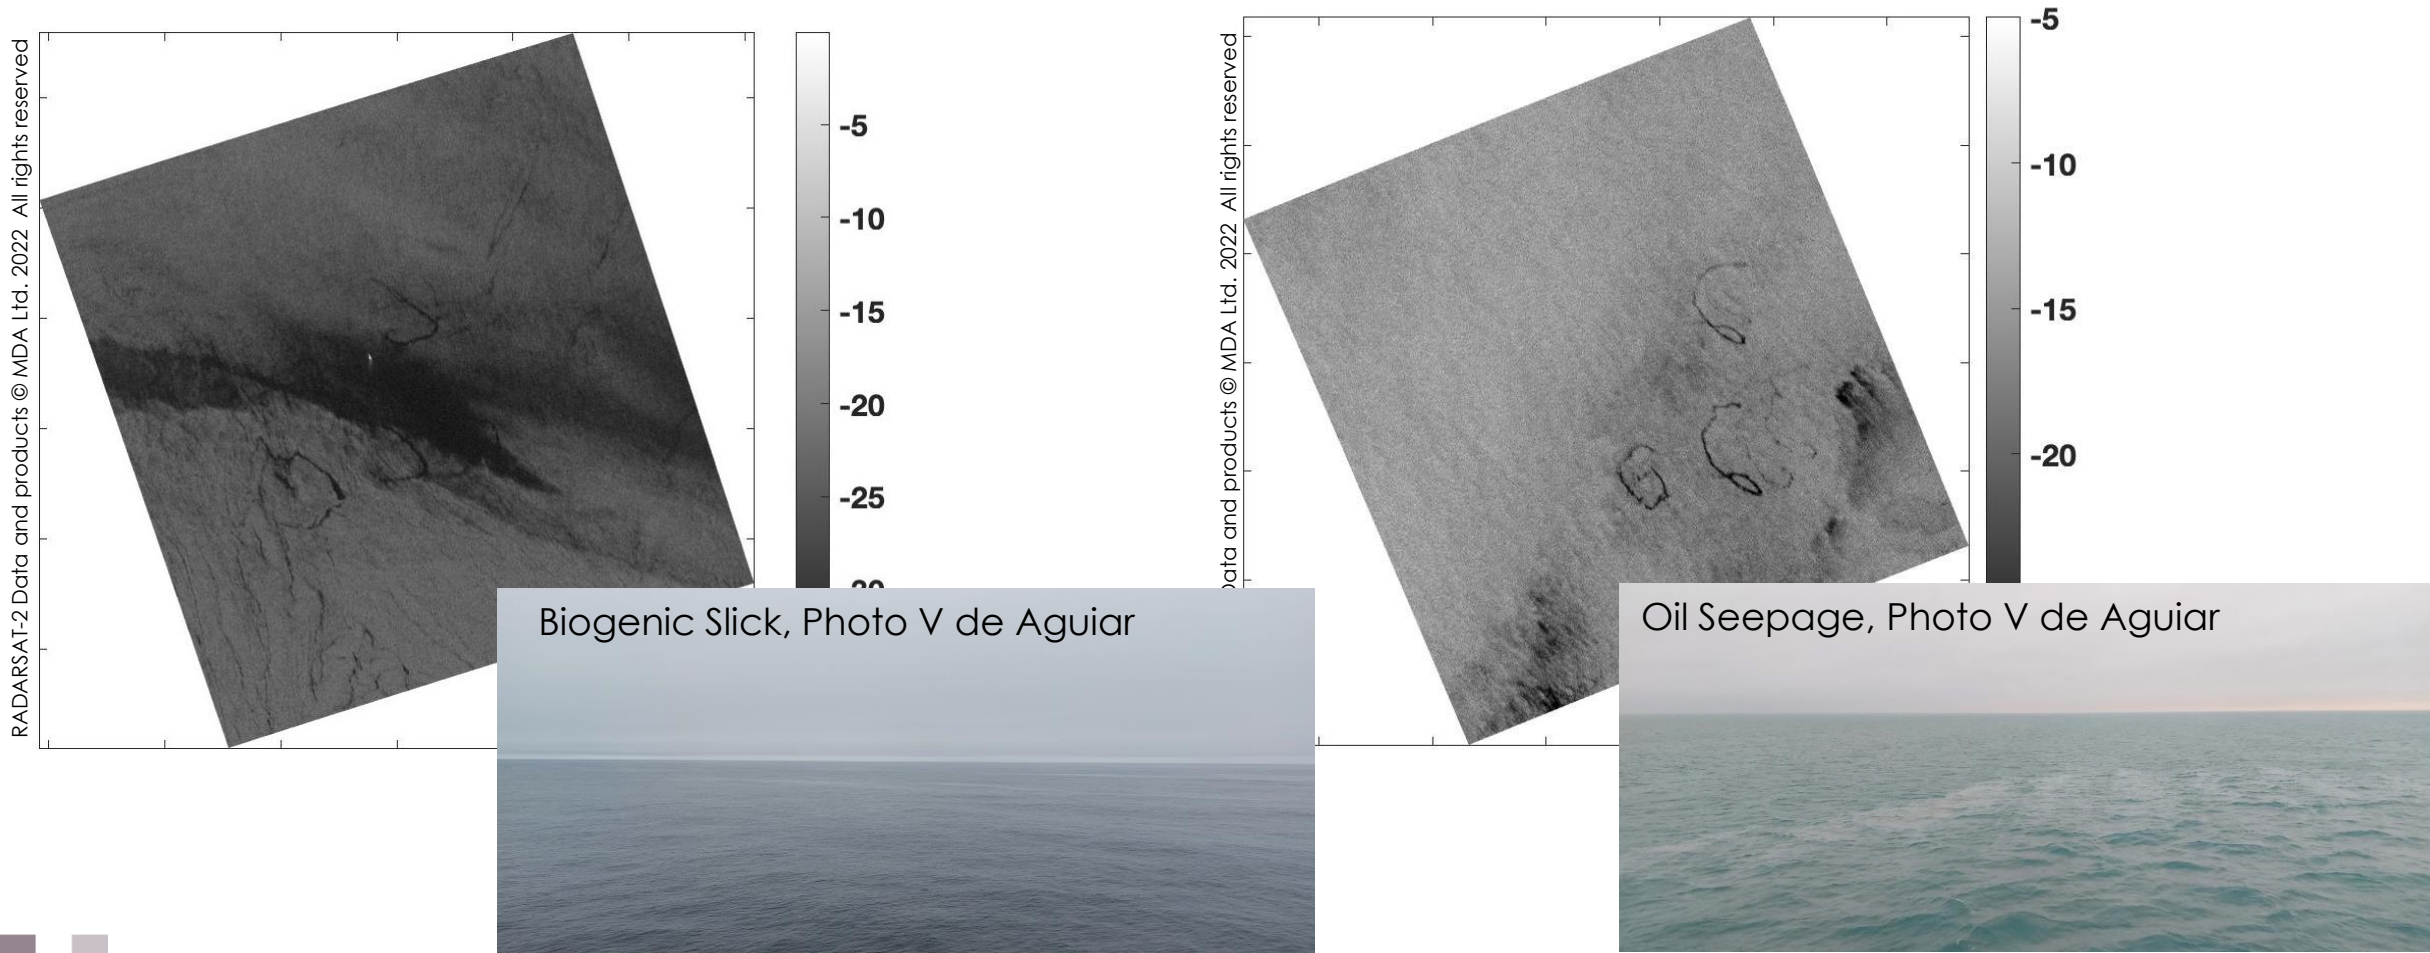 RADARSAT-2 Data and products © MDA Ltd. 2022  All rights reserved
-5
-10
-15
-20
-25
Biogenic Slick, Photo V de Aguiar
Data and products © MDA Ltd. 2022  All rights reserved
-5
-10
-15
-20
Oil Seepage, Photo V de Aguiar